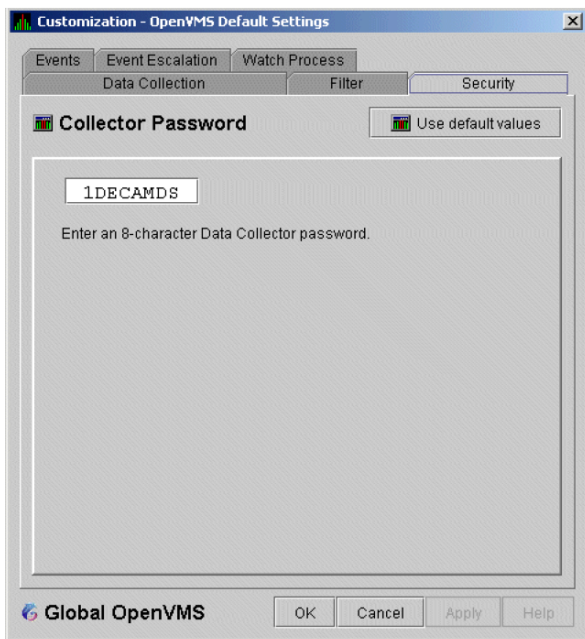 Customization - OpenVMS Default Settings
Events Event Escalation Watch Process
Data Collection Filter Security
Collector Password Use default values
1DECAMDS
Enter an 8-character Data Collector password.
Global OpenVMS OK Cancel Apply Help